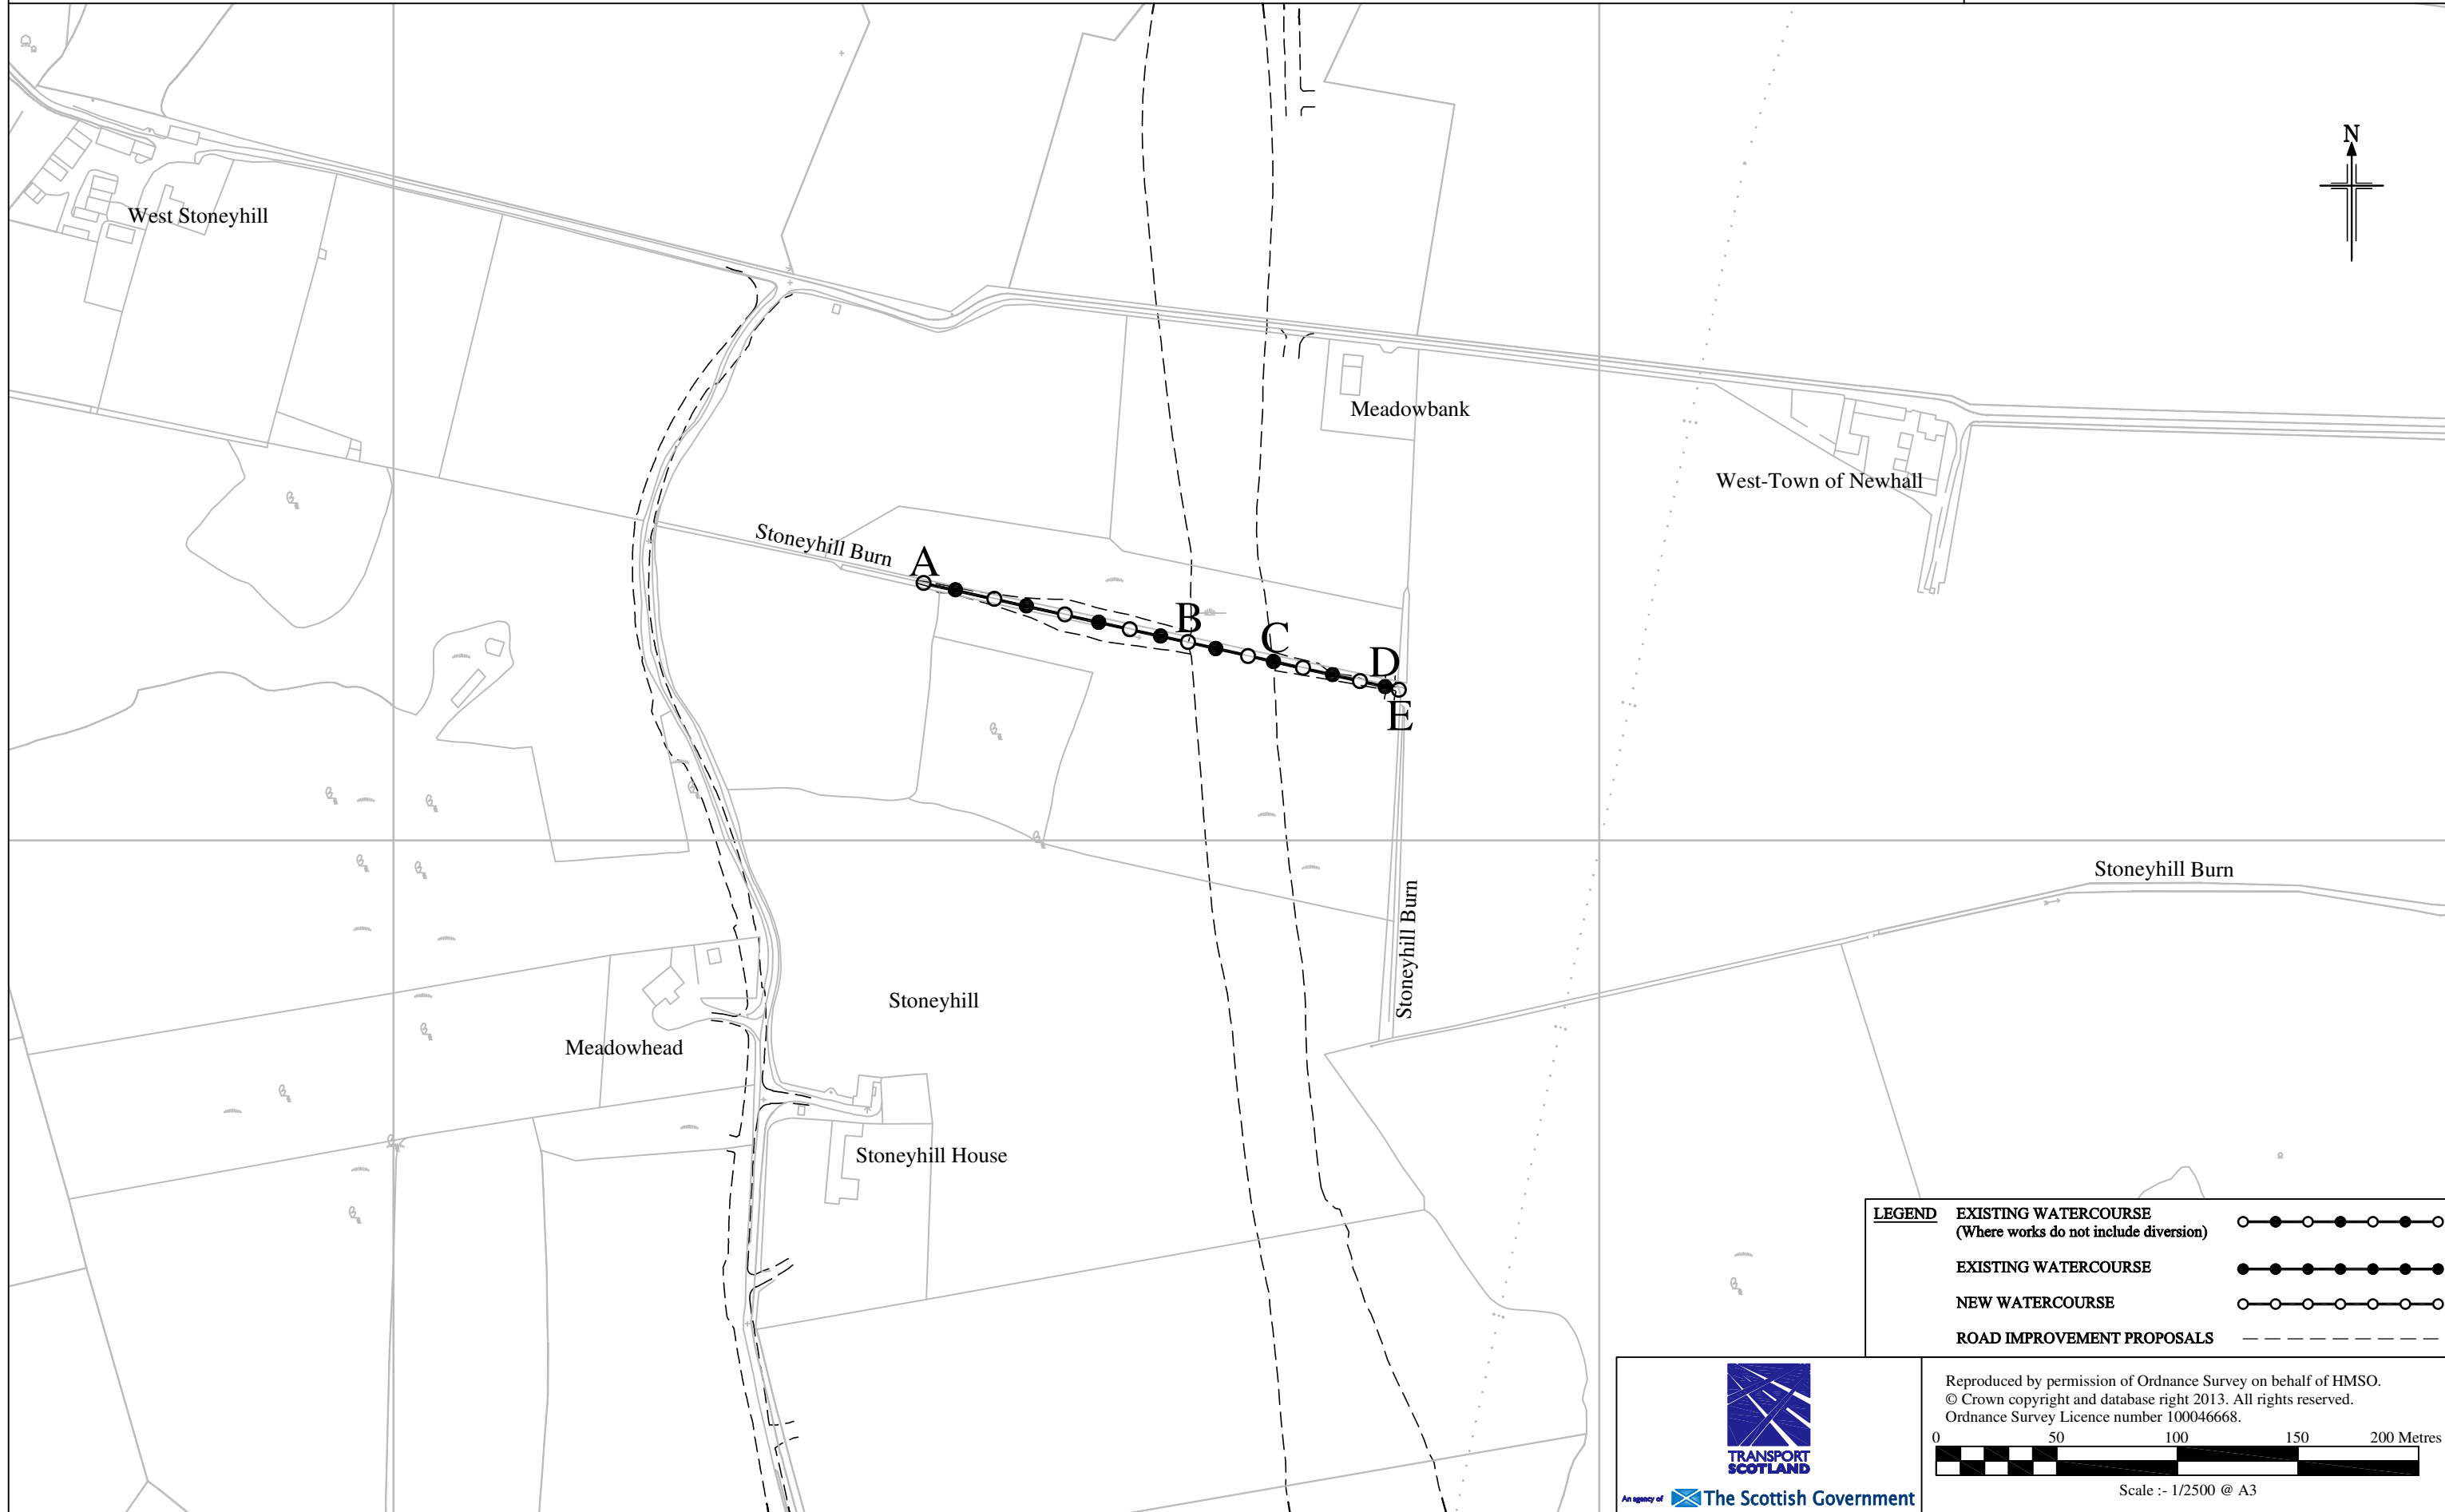 N
West Stoneyhill
Meadowbank
West-Town of Newhall
Stoneyhill Burn
A
B
C
D
E
Stoneyhill Burn
Stoneyhill Burn
Stoneyhill
Meadowhead
Stoneyhill House
LEGEND
EXISTING WATERCOURSE
(Where works do not include diversion)
EXISTING WATERCOURSE
NEW WATERCOURSE
ROAD IMPROVEMENT PROPOSALS
TRANSPORT
SCOTLAND
An agency of The Scottish Government
Reproduced by permission of Ordnance Survey on behalf of HMSO.
© Crown copyright and database right 2013. All rights reserved.
Ordnance Survey Licence number 100046668.
0 50 100 150 200 Metres
Scale :- 1/2500 @ A3